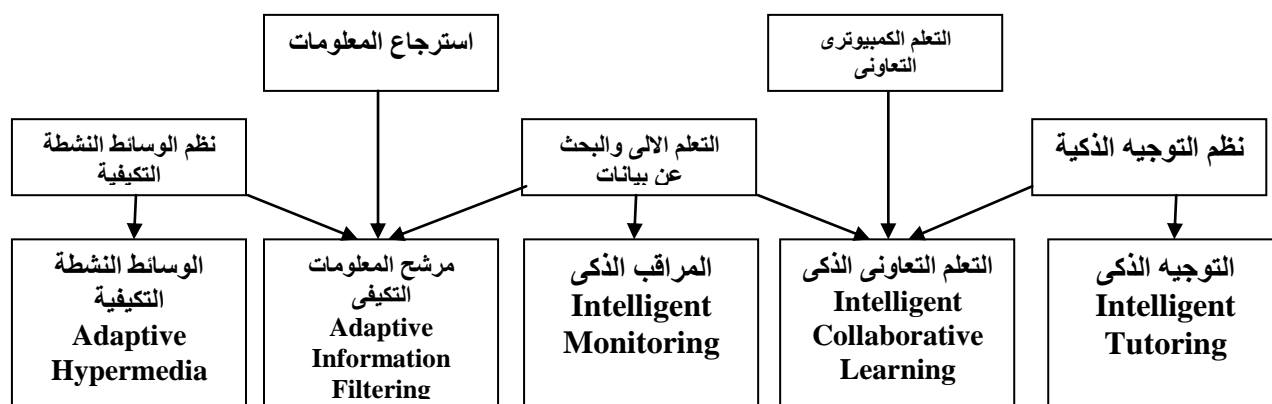 استرجاع المعلومات
التعلم الكمبيوترى
التعاونى
نظم الوسائط النشطة
التكيفية
التعلم الالى والبحث
عن بيانات
نظم التوجيه الذكية
الوسائط النشطة
التكيفية
Adaptive
Hypermedia
مرشح المعلومات
التكيفى
Adaptive
Information
Filtering
المراقب الذكى
Intelligent
Monitoring
التعلم التعاونى الذكى
Intelligent
Collaborative
Learning
التوجيه الذكى
Intelligent
Tutoring